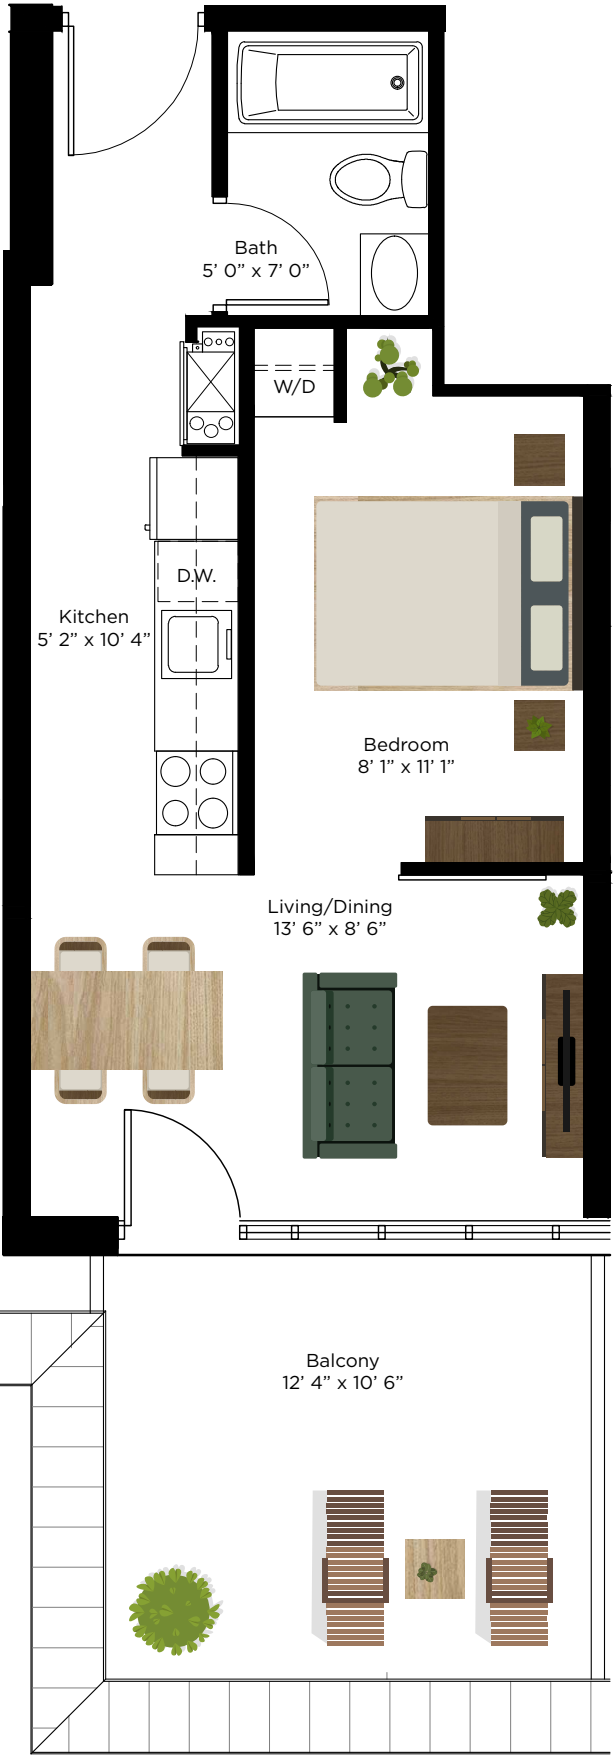 Bath
5’ 0” x 7’ 0”
W/D
D.W.
Kitchen
5’ 2” x 10’ 4”
Bedroom
8’ 1” x 11’ 1”
Living/Dining
13’ 6” x 8’ 6”
Balcony
12’ 4” x 10’ 6”